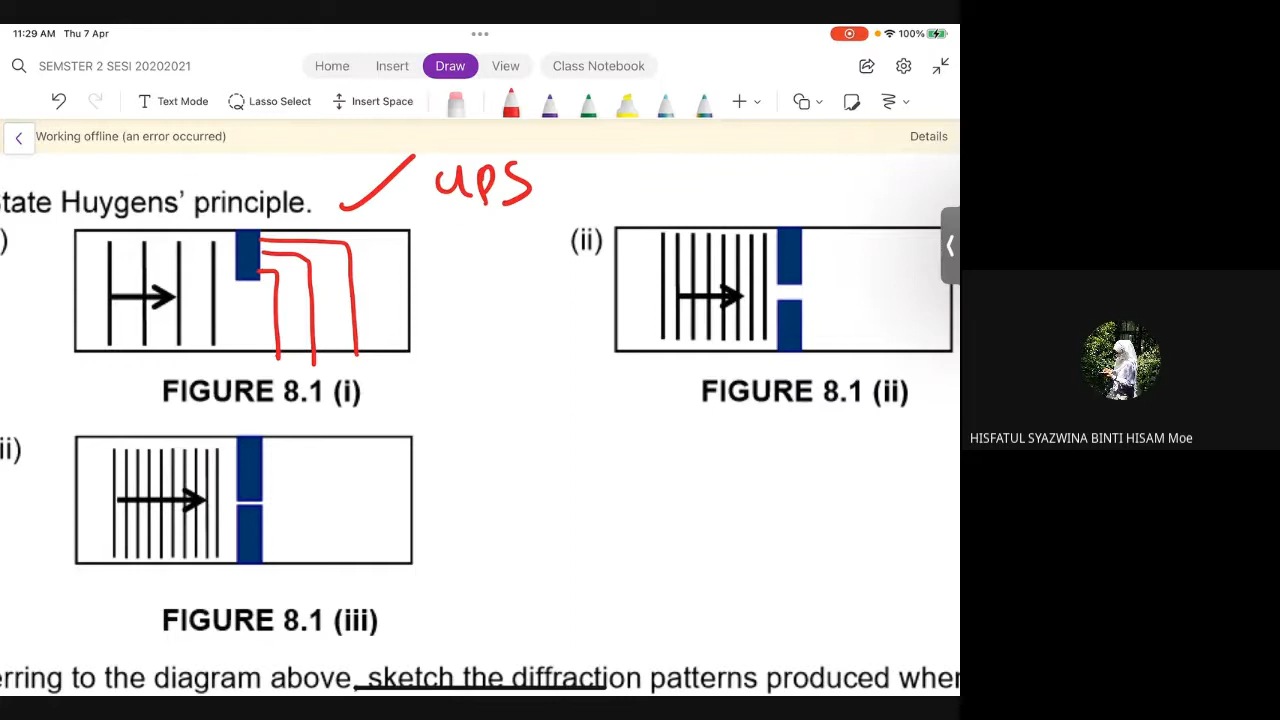 11:29 AM Thu 7 Apr
100%
SEMSTER 2 SESI 20202021
Home Insert Draw View Class Notebook
Text Mode Lasso Select Insert Space
Working offline (an error occurred) Details
ups
tate Huygens' principle.
) (ii)
FIGURE 8.1 (i) FIGURE 8.1 (ii)
ii)
HISFATUL SYAZWINA BINTI HISAM Moe
FIGURE 8.1 (iii)
erring to the diagram above, sketch the diffraction patterns produced wher